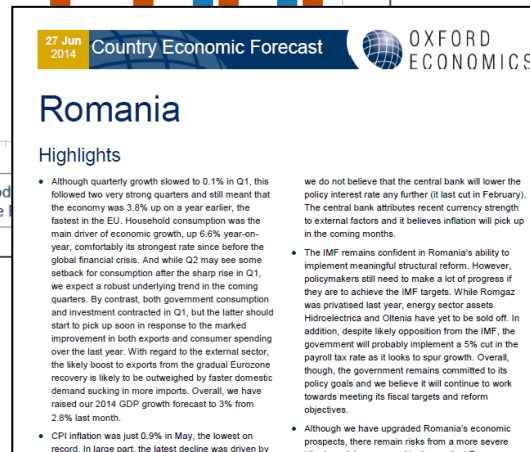 27 Jun
2014
Country Economic Forecast
OXFORD
ECONOMICS
Romania
Highlights
• Although quarterly growth slowed to 0.1% in Q1, this
followed two very strong quarters and still meant that
the economy was 3.8% up on a year earlier, the
fastest in the EU. Household consumption was the
main driver of economic growth, up 6.6% year-on-
year, comfortably its strongest rate since before the
global financial crisis. And while Q2 may see some
setback for consumption after the sharp rise in Q1,
we expect a robust underlying trend in the coming
quarters. By contrast, both government consumption
and investment contracted in Q1, but the latter should
start to pick up soon in response to the marked
improvement in both exports and consumer spending
over the last year. With regard to the external sector,
the likely boost to exports from the gradual Eurozone
recovery is likely to be outweighed by faster domestic
demand sucking in more imports. Overall, we have
raised our 2014 GDP growth forecast to 3% from
2.8% last month.
• CPI inflation was just 0.9% in May, the lowest on
record. In large part, the latest decline was driven by
we do not believe that the central bank will lower the
policy interest rate any further (it last cut in February).
The central bank attributes recent currency strength
to external factors and it believes inflation will pick up
in the coming months.
• The IMF remains confident in Romania's ability to
implement meaningful structural reform. However,
policymakers still need to make a lot of progress if
they are to achieve the IMF targets. While Romgaz
was privatised last year, energy sector assets
Hidroelectrica and Oltenia have yet to be sold off. In
addition, despite likely opposition from the IMF, the
government will probably implement a 5% cut in the
payroll tax rate as it looks to spur growth. Overall,
though, the government remains committed to its
policy goals and we believe it will continue to work
towards meeting its fiscal targets and reform
objectives.
• Although we have upgraded Romania's economic
prospects, there remain risks from a more severe